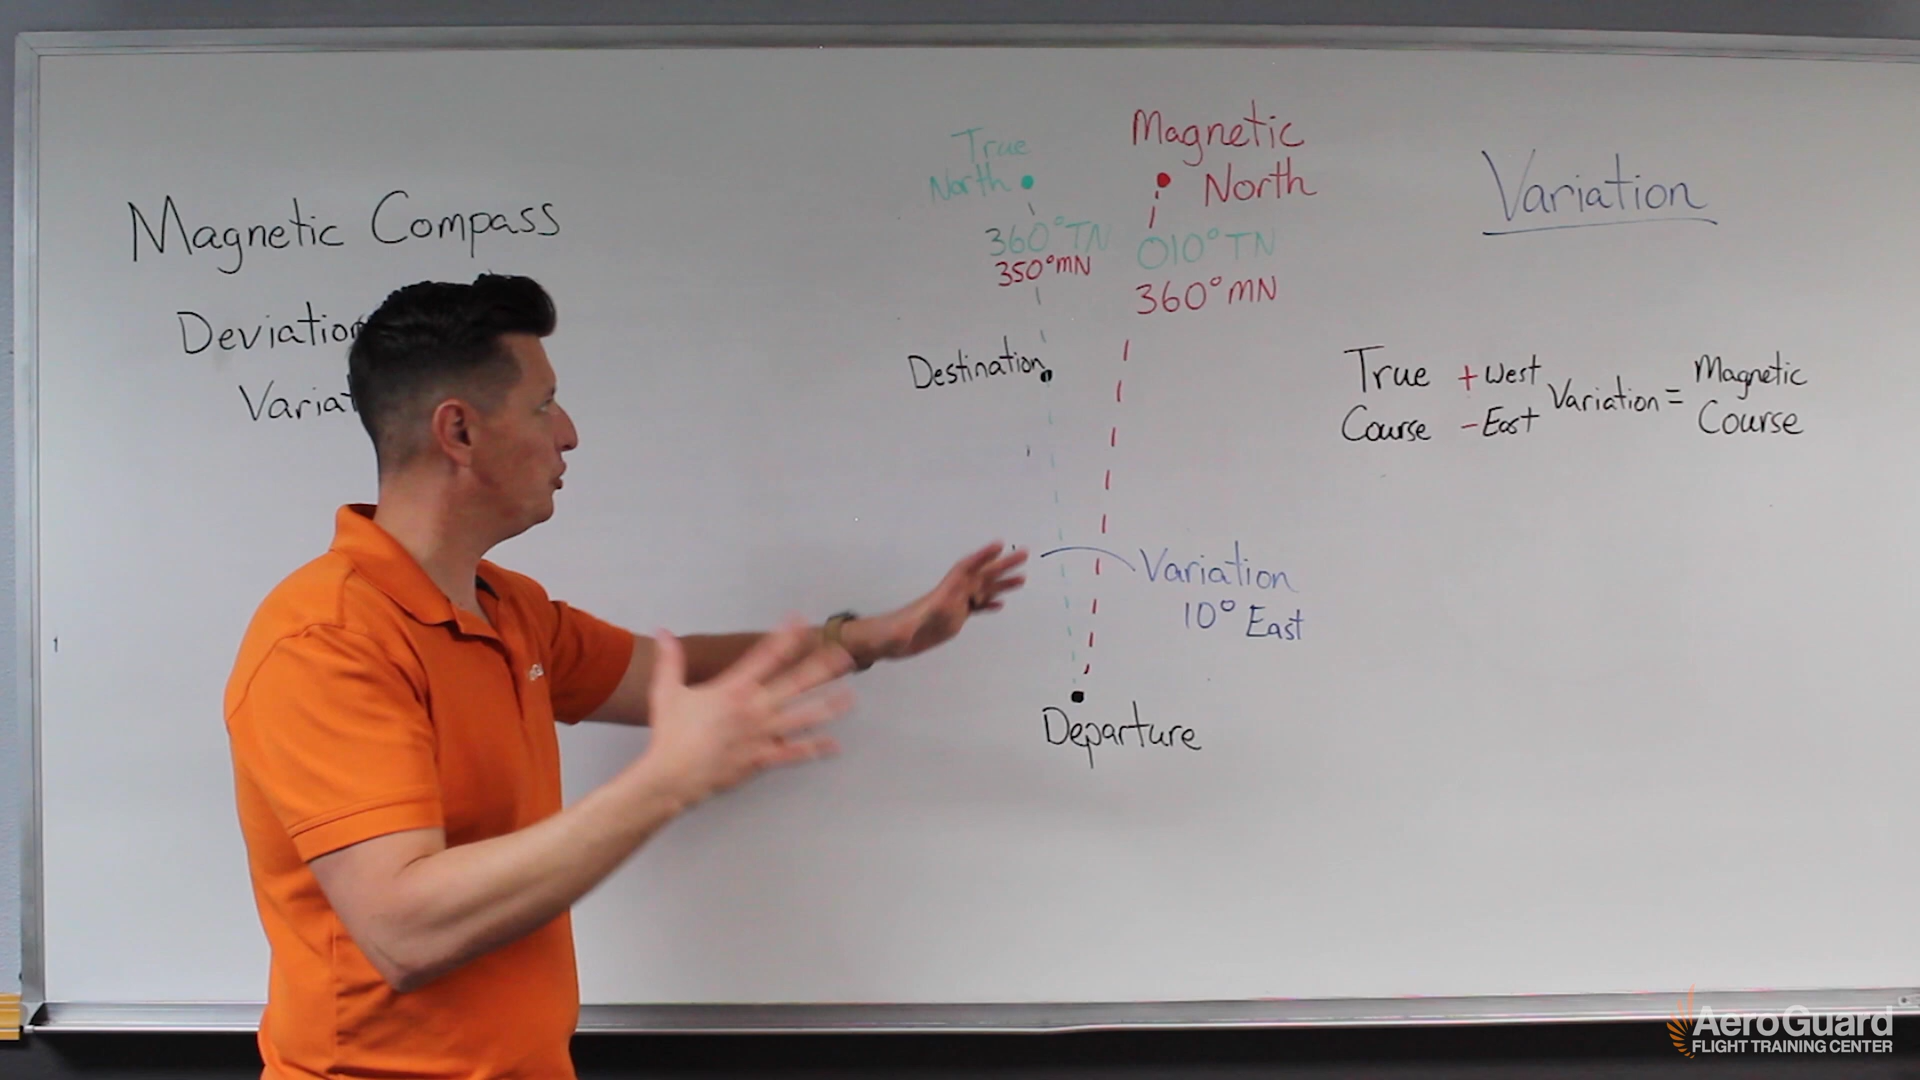 Magnetic Compass
Deviation
Variat
True
North
360°TN
350°MN
Magnetic
North
010°TN
360°MN
Destination
Variation
10° East
Departure
Variation
True + West Variation = Magnetic
Course - East Course
AeroGuard
FLIGHT TRAINING CENTER